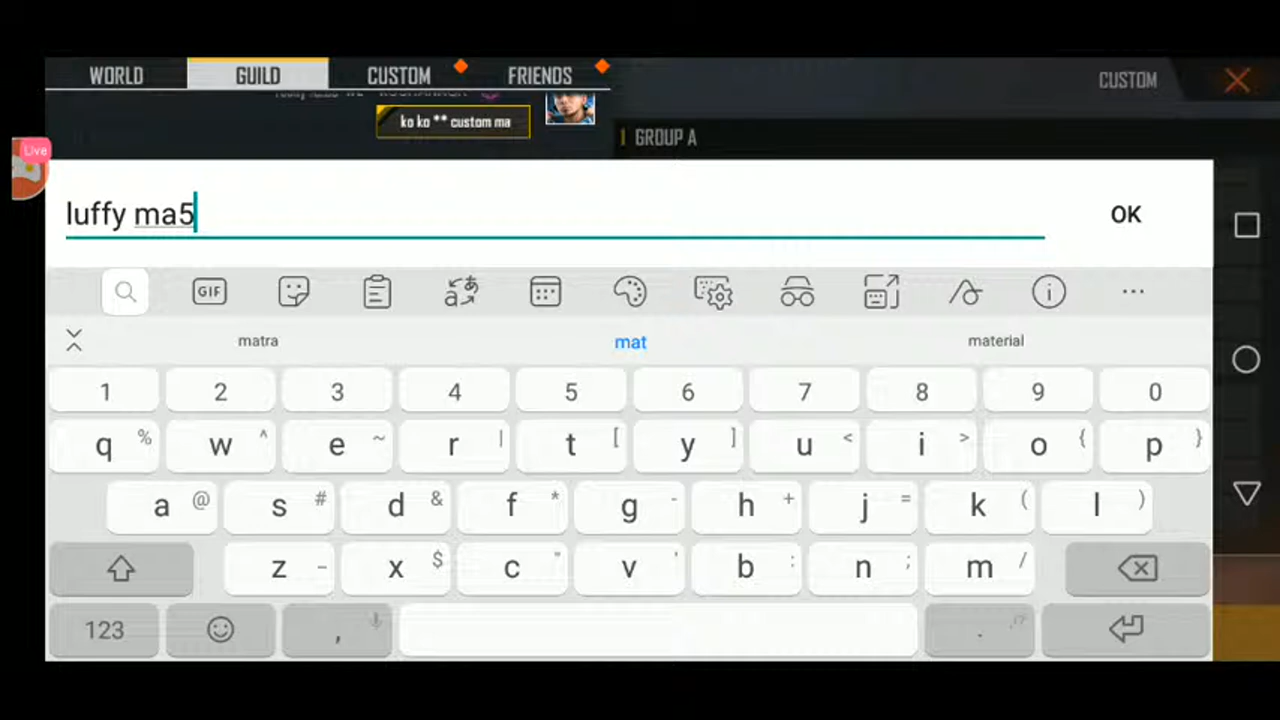 WORLD GUILD CUSTOM FRIENDS
CUSTOM
ko ko ** custom ma
1 GROUP A
Live
luffy ma5
OK
GIF
matra mat material
1 2 3 4 5 6 7 8 9 0
q % w ^ e ~ r | t [ y ] u < i > o { p }
a @ s # d & f * g - h + j = k ( l )
z _ x $ c " v ' b : n ; m /
123 , . ,!?